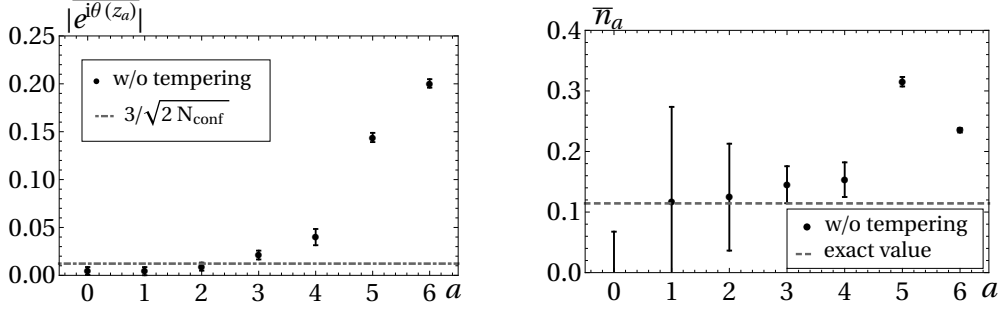 |e^{iθ(z_a)}|
0.25
0.20
0.15
0.10
0.05
0.00
w/o tempering
3/√2 N_conf
0 1 2 3 4 5 6 a
n̅_a
0.4
0.3
0.2
0.1
0.0
w/o tempering
exact value
0 1 2 3 4 5 6 a